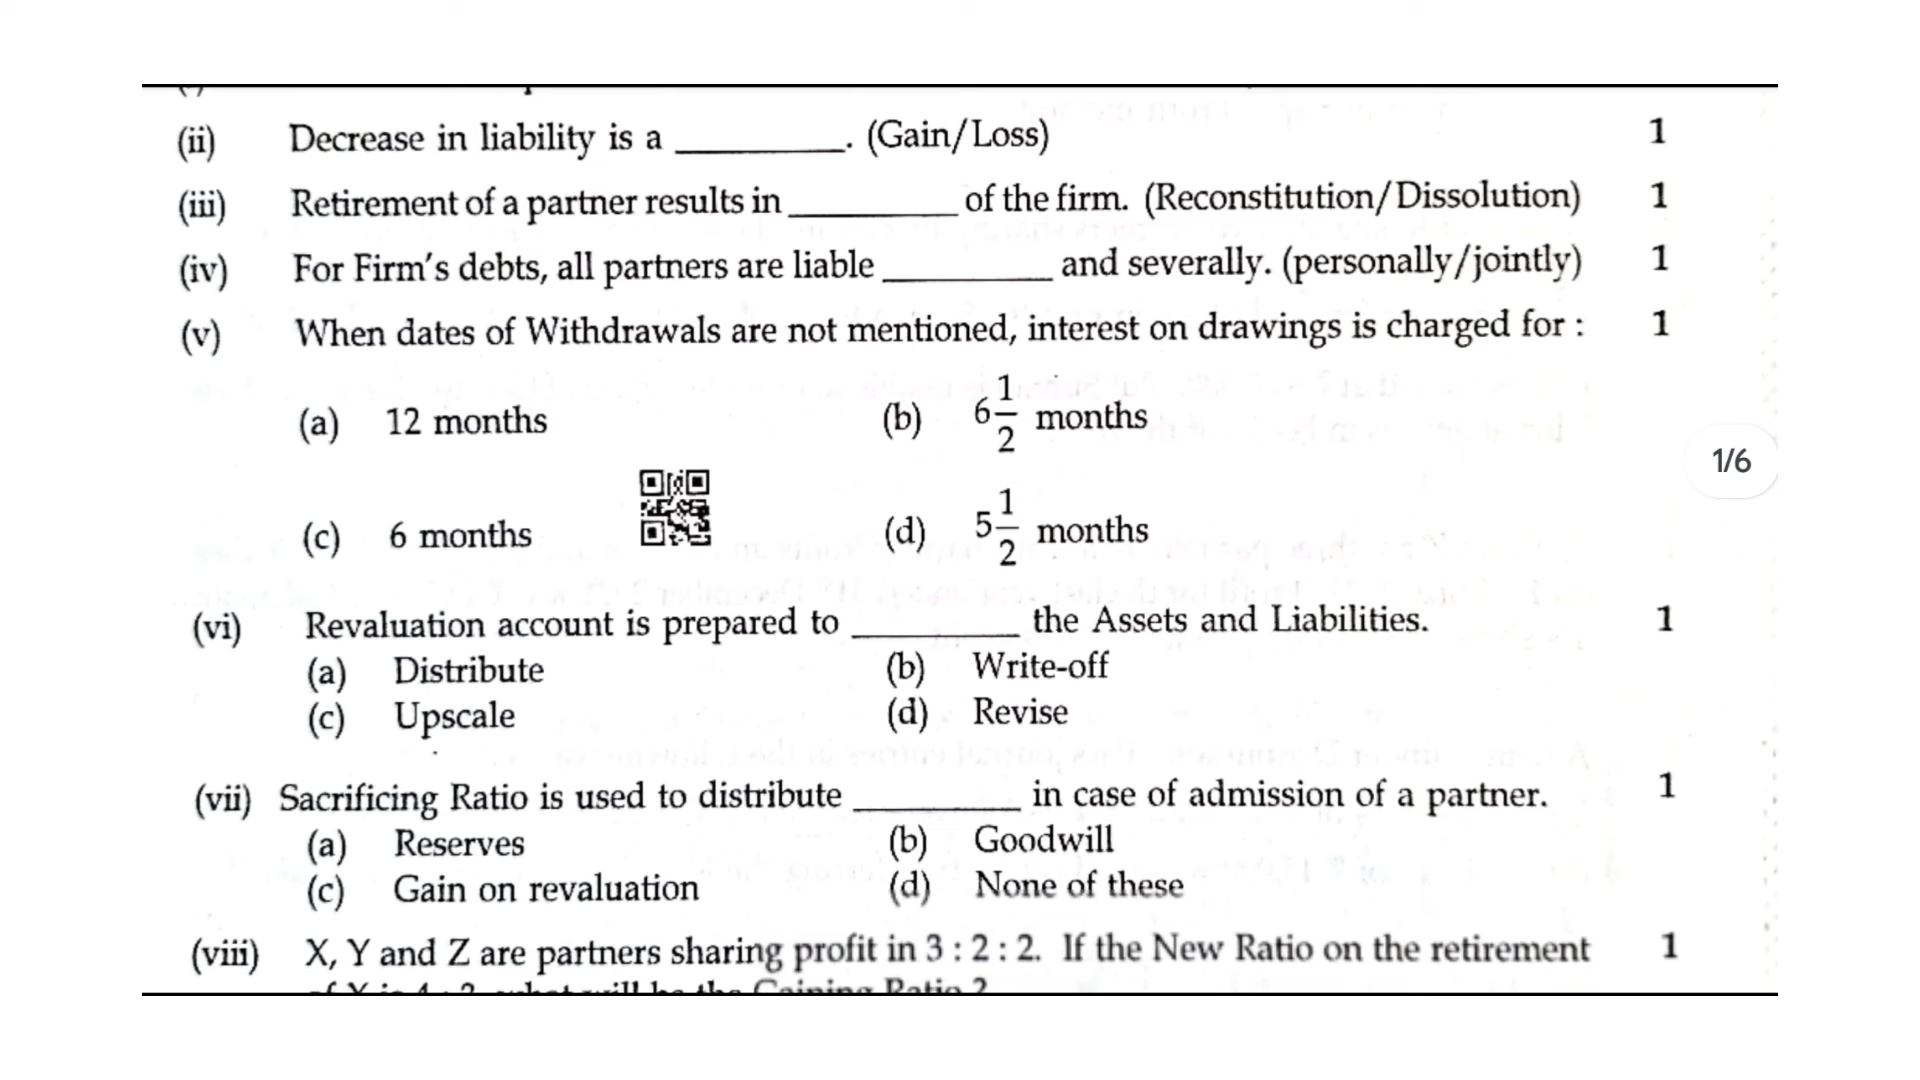 (ii) Decrease in liability is a ________. (Gain/Loss) 1
(iii) Retirement of a partner results in ________ of the firm. (Reconstitution/Dissolution) 1
(iv) For Firm's debts, all partners are liable ________ and severally. (personally/jointly) 1
(v) When dates of Withdrawals are not mentioned, interest on drawings is charged for : 1
(a) 12 months (b) 6 1/2 months
1/6
(c) 6 months (d) 5 1/2 months
(vi) Revaluation account is prepared to ________ the Assets and Liabilities. 1
(a) Distribute (b) Write-off
(c) Upscale (d) Revise
(vii) Sacrificing Ratio is used to distribute ________ in case of admission of a partner. 1
(a) Reserves (b) Goodwill
(c) Gain on revaluation (d) None of these
(viii) X, Y and Z are partners sharing profit in 3 : 2 : 2. If the New Ratio on the retirement 1
what will be the Gaining Ratio ?